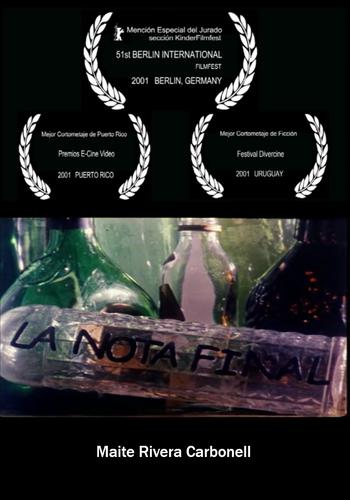 Mención Especial del Jurado
sección KinderFilmfest
51st BERLIN INTERNATIONAL
FILMFEST
2001 BERLIN, GERMANY
Mejor Cortometaje de Puerto Rico
Premios E-Cine Video
2001 PUERTO RICO
Mejor Cortometraje de Ficción
Festival Divercine
2001 URUGUAY
LA NOTA FINAL
Maite Rivera Carbonell